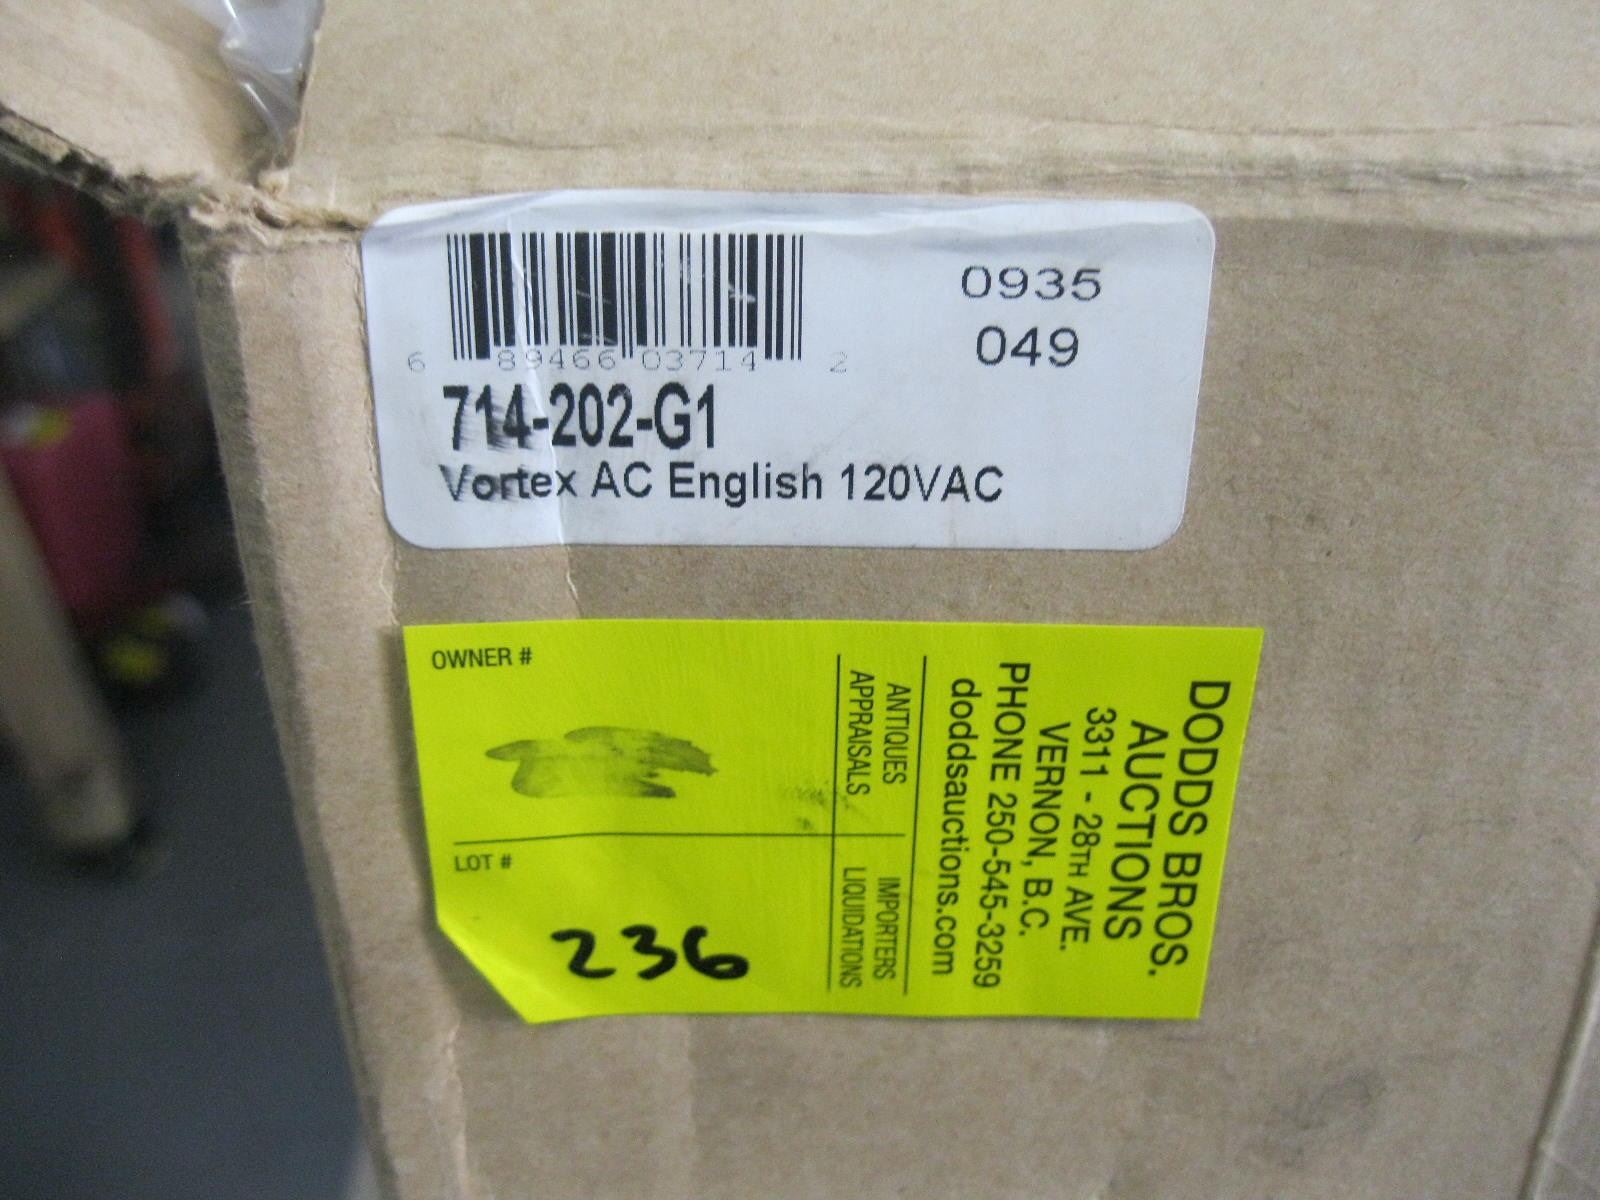 0935
049
6 89466 03714 2
714-202-G1
Vortex AC English 120VAC
OWNER #
LOT #
236
DODDS BROS.
AUCTIONS
3311 - 28TH AVE.
VERNON, B.C.
PHONE 250-545-3259
doddsauctions.com
ANTIQUES IMPORTERS
APPRAISALS LIQUIDATIONS